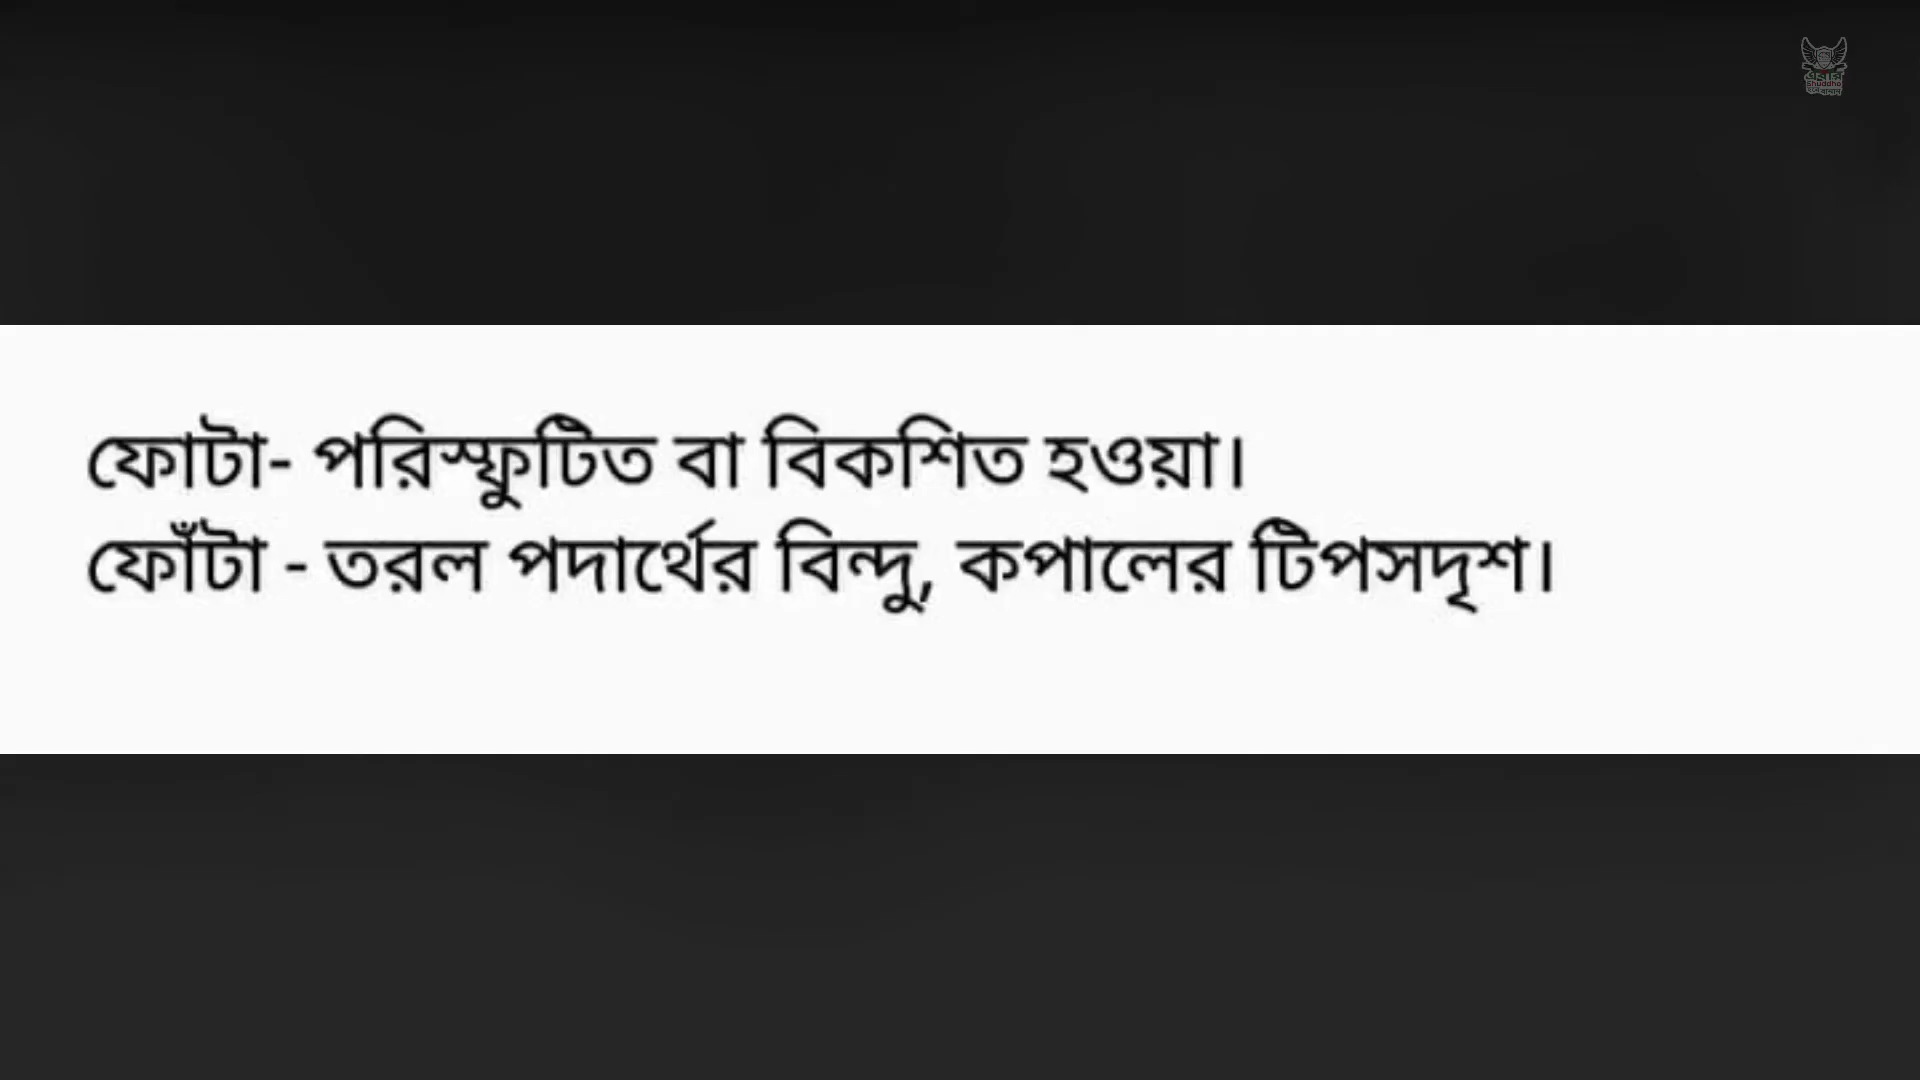 ফোটা- পরিস্ফুটিত বা বিকশিত হওয়া।
ফোঁটা - তরল পদার্থের বিন্দু, কপালের টিপসদৃশ।